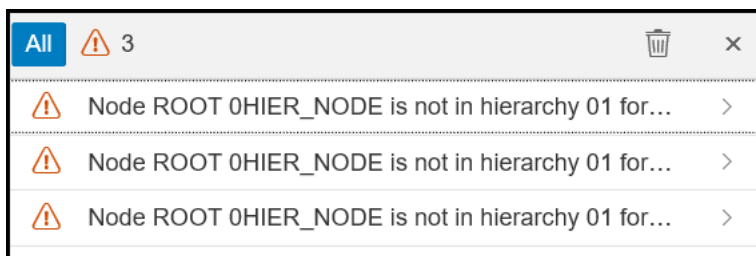 All 3
Node ROOT 0HIER_NODE is not in hierarchy 01 for...
Node ROOT 0HIER_NODE is not in hierarchy 01 for...
Node ROOT 0HIER_NODE is not in hierarchy 01 for...